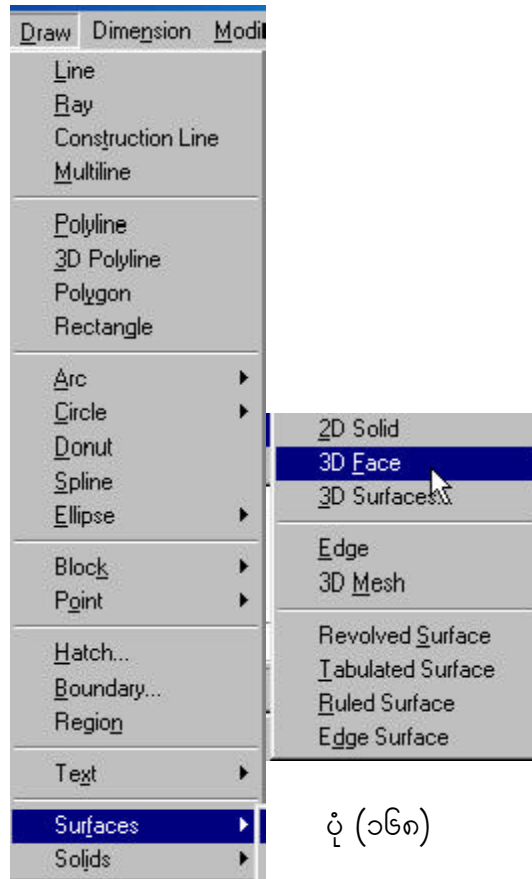 Draw Dimension Modi
Line
Ray
Construction Line
Multiline
Polyline
3D Polyline
Polygon
Rectangle
Arc
Circle
Donut
Spline
Ellipse
Block
Point
Hatch...
Boundary...
Region
Text
Surfaces
Solids
2D Solid
3D Face
3D Surfaces...
Edge
3D Mesh
Revolved Surface
Tabulated Surface
Ruled Surface
Edge Surface
ပုံ (၁၆၈)